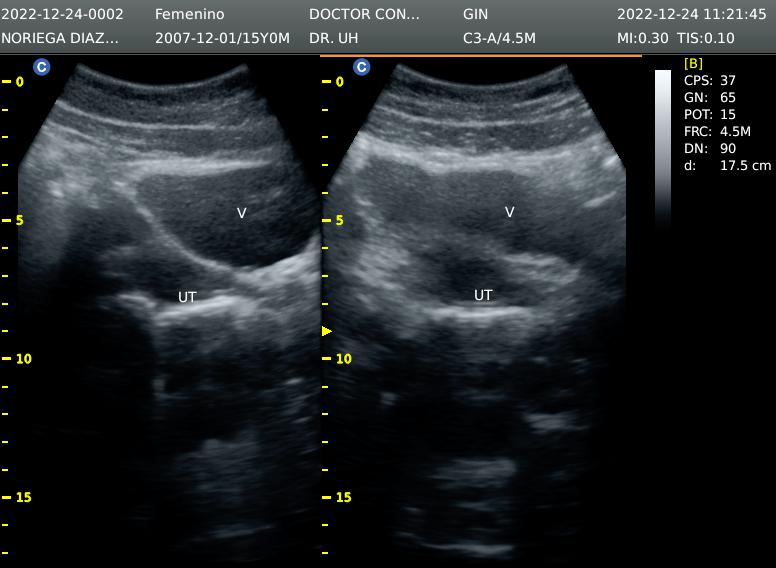 2022-12-24-0002 Femenino DOCTOR CON... GIN 2022-12-24 11:21:45
NORIEGA DIAZ... 2007-12-01/15Y0M DR. UH C3-A/4.5M MI:0.30 TIS:0.10
C C [B]
0 0 CPS: 37
GN: 65
POT: 15
FRC: 4.5M
DN: 90
d: 17.5 cm
5 V 5 V
UT UT
10 10
15 15